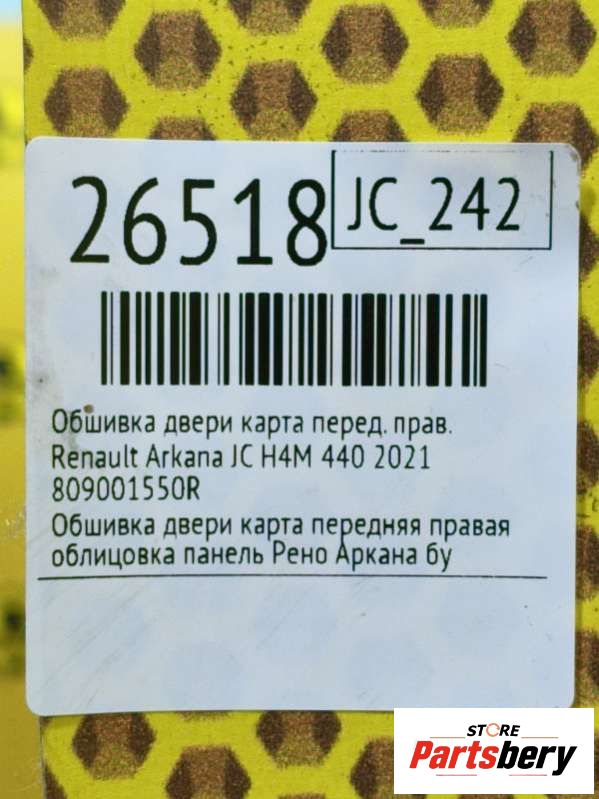 26518
JC_242
Обшивка двери карта перед. прав.
Renault Arkana JC H4M 440 2021
809001550R
Обшивка двери карта передняя правая
облицовка панель Рено Аркана бу
STORE
Partsbery